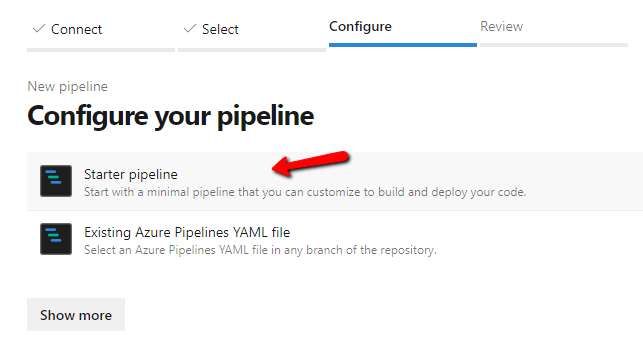 Connect
Select
Configure
Review
New pipeline
Configure your pipeline
Starter pipeline
Start with a minimal pipeline that you can customize to build and deploy your code.
Existing Azure Pipelines YAML file
Select an Azure Pipelines YAML file in any branch of the repository.
Show more